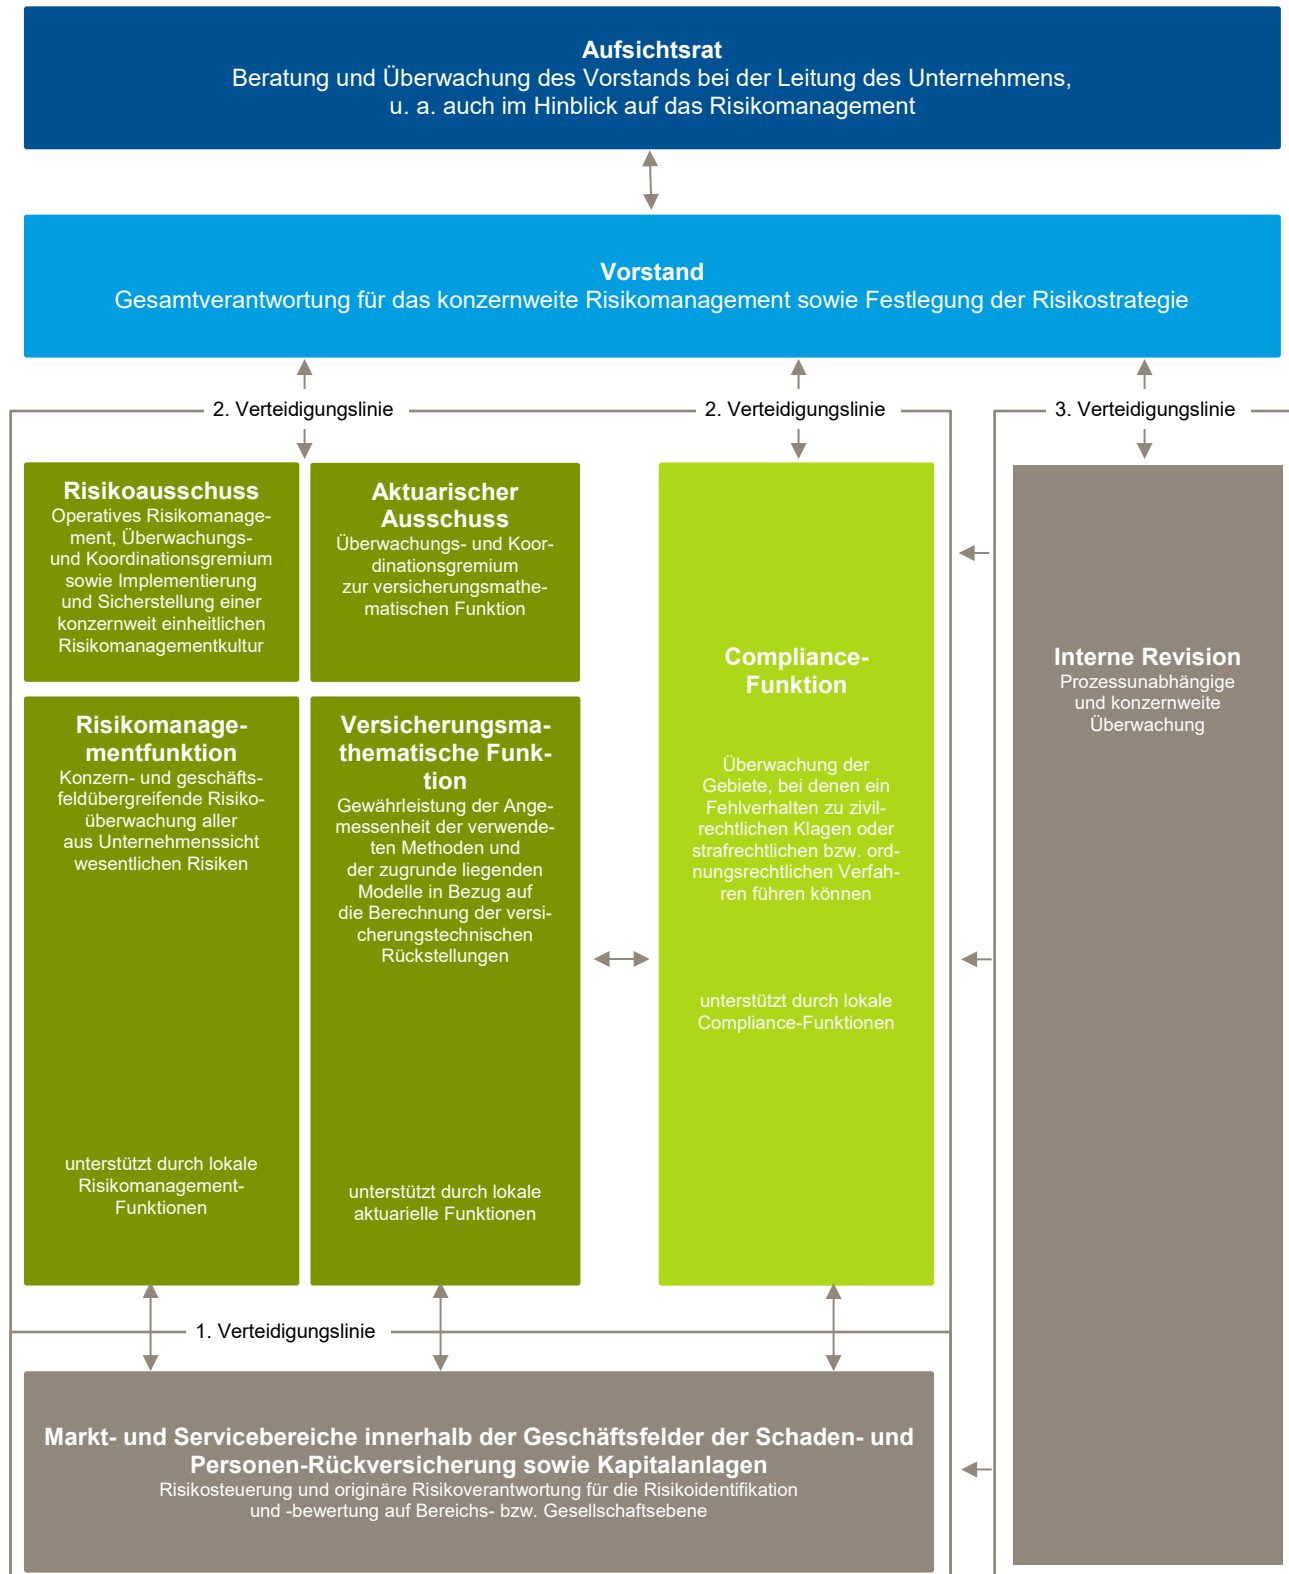 Aufsichtsrat
Beratung und Überwachung des Vorstands bei der Leitung des Unternehmens,
u. a. auch im Hinblick auf das Risikomanagement
Vorstand
Gesamtverantwortung für das konzernweite Risikomanagement sowie Festlegung der Risikostrategie
2. Verteidigungslinie
2. Verteidigungslinie
3. Verteidigungslinie
Risikoausschuss
Operatives Risikomanage-
ment, Überwachungs-
und Koordinationsgremium
sowie Implementierung
und Sicherstellung einer
konzernweit einheitlichen
Risikomanagementkultur
Aktuarischer
Ausschuss
Überwachungs- und Koor-
dinationsgremium
zur versicherungsmathe-
matischen Funktion
Risikomanage-
mentfunktion
Konzern- und geschäfts-
feldübergreifende Risiko-
überwachung aller
aus Unternehmenssicht
wesentlichen Risiken
unterstützt durch lokale
Risikomanagement-
Funktionen
Versicherungsma-
thematische Funk-
tion
Gewährleistung der Ange-
messenheit der verwende-
ten Methoden und
der zugrunde liegenden
Modelle in Bezug auf
die Berechnung der versi-
cherungstechnischen
Rückstellungen
unterstützt durch lokale
aktuarielle Funktionen
Compliance-
Funktion
Überwachung der
Gebiete, bei denen ein
Fehlverhalten zu zivil-
rechtlichen Klagen oder
strafrechtlichen bzw. ord-
nungsrechtlichen Verfah-
ren führen können
unterstützt durch lokale
Compliance-Funktionen
Interne Revision
Prozessunabhängige
und konzernweite
Überwachung
1. Verteidigungslinie
Markt- und Servicebereiche innerhalb der Geschäftsfelder der Schaden- und
Personen-Rückversicherung sowie Kapitalanlagen
Risikosteuerung und originäre Risikoverantwortung für die Risikoidentifikation
und -bewertung auf Bereichs- bzw. Gesellschaftsebene